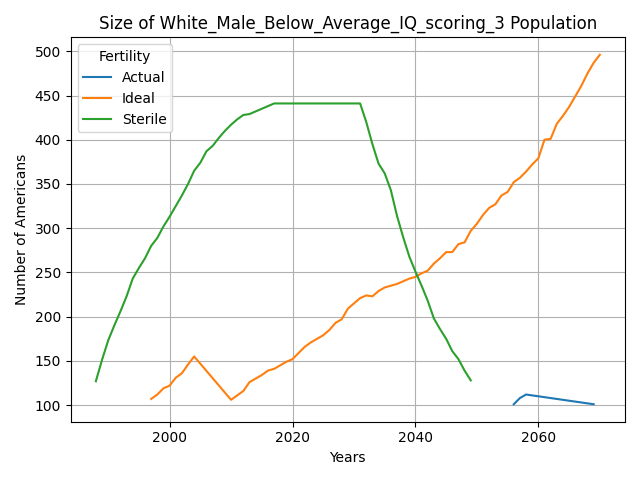 Size of White_Male_Below_Average_IQ_scoring_3 Population
Fertility
Actual
Ideal
Sterile
Number of Americans
500
450
400
350
300
250
200
150
100
2000
2020
2040
2060
Years